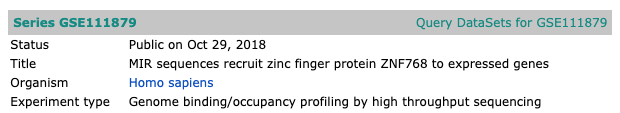 Series GSE111879 Query DataSets for GSE111879
Status Public on Oct 29, 2018
Title MIR sequences recruit zinc finger protein ZNF768 to expressed genes
Organism Homo sapiens
Experiment type Genome binding/occupancy profiling by high throughput sequencing